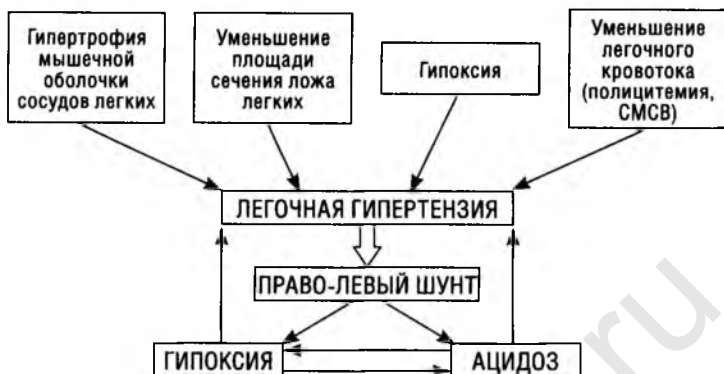 Гипертрофия
мышечной
оболочки
сосудов легких
Уменьшение
площади
сечения ложа
легких
Гипоксия
Уменьшение
легочного
кровотока
(полицитемия,
СМСВ)
ЛЕГОЧНАЯ ГИПЕРТЕНЗИЯ
ПРАВО-ЛЕВЫЙ ШУНТ
ГИПОКСИЯ
АЦИДОЗ
ru